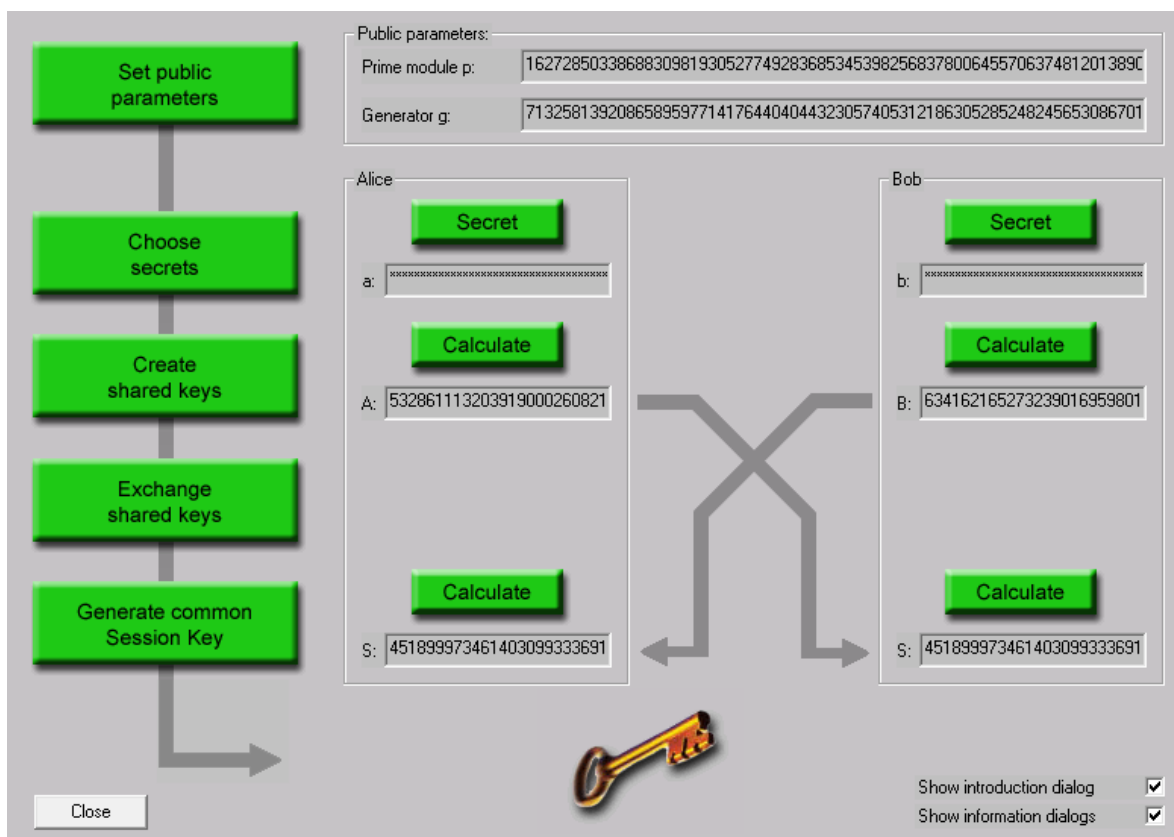 Set public
parameters
Choose
secrets
Create
shared keys
Exchange
shared keys
Generate common
Session Key
Close
Public parameters:
Prime module p: 16272850338688309819305277492836853453982568378006455706374812013890
Generator g: 71325813920865895977141764404044323057405312186305285248245653086701
Alice
Secret
a: ************************************
Calculate
A: 532861113203919000260821
Calculate
S: 451899973461403099333691
Bob
Secret
b: ************************************
Calculate
B: 634162165273239016959801
Calculate
S: 451899973461403099333691
Show introduction dialog
Show information dialogs